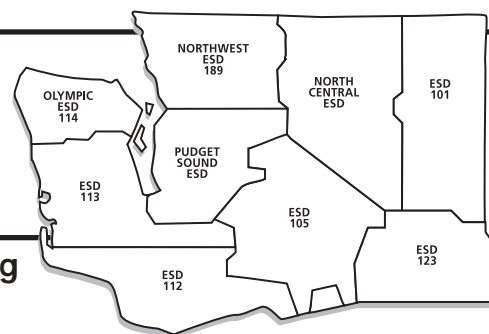 NORTHWEST
ESD
189
NORTH
CENTRAL
ESD
ESD
101
OLYMPIC
ESD
114
PUDGET
SOUND
ESD
ESD
113
ESD
105
ESD
123
ESD
112
g